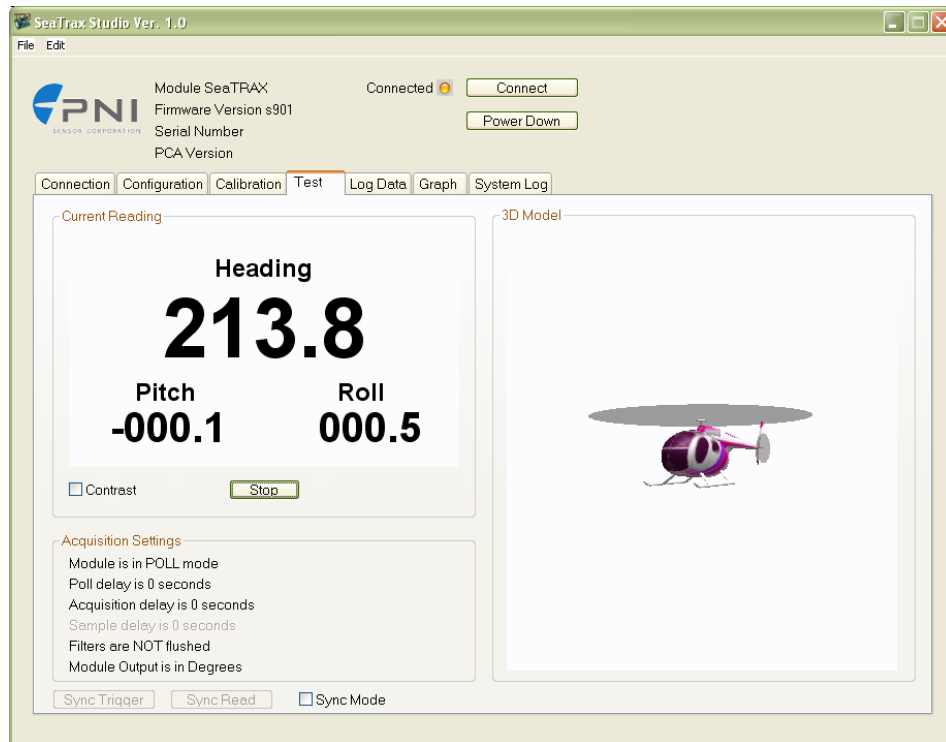 SeaTrax Studio Ver. 1.0
File Edit
PNI
SENSOR CORPORATION
Module SeaTRAX
Firmware Version s901
Serial Number
PCA Version
Connected
Connect
Power Down
Connection Configuration Calibration Test Log Data Graph System Log
Current Reading
Heading
213.8
Pitch Roll
-000.1 000.5
Contrast Stop
Acquisition Settings
Module is in POLL mode
Poll delay is 0 seconds
Acquisition delay is 0 seconds
Sample delay is 0 seconds
Filters are NOT flushed
Module Output is in Degrees
Sync Trigger Sync Read Sync Mode
3D Model